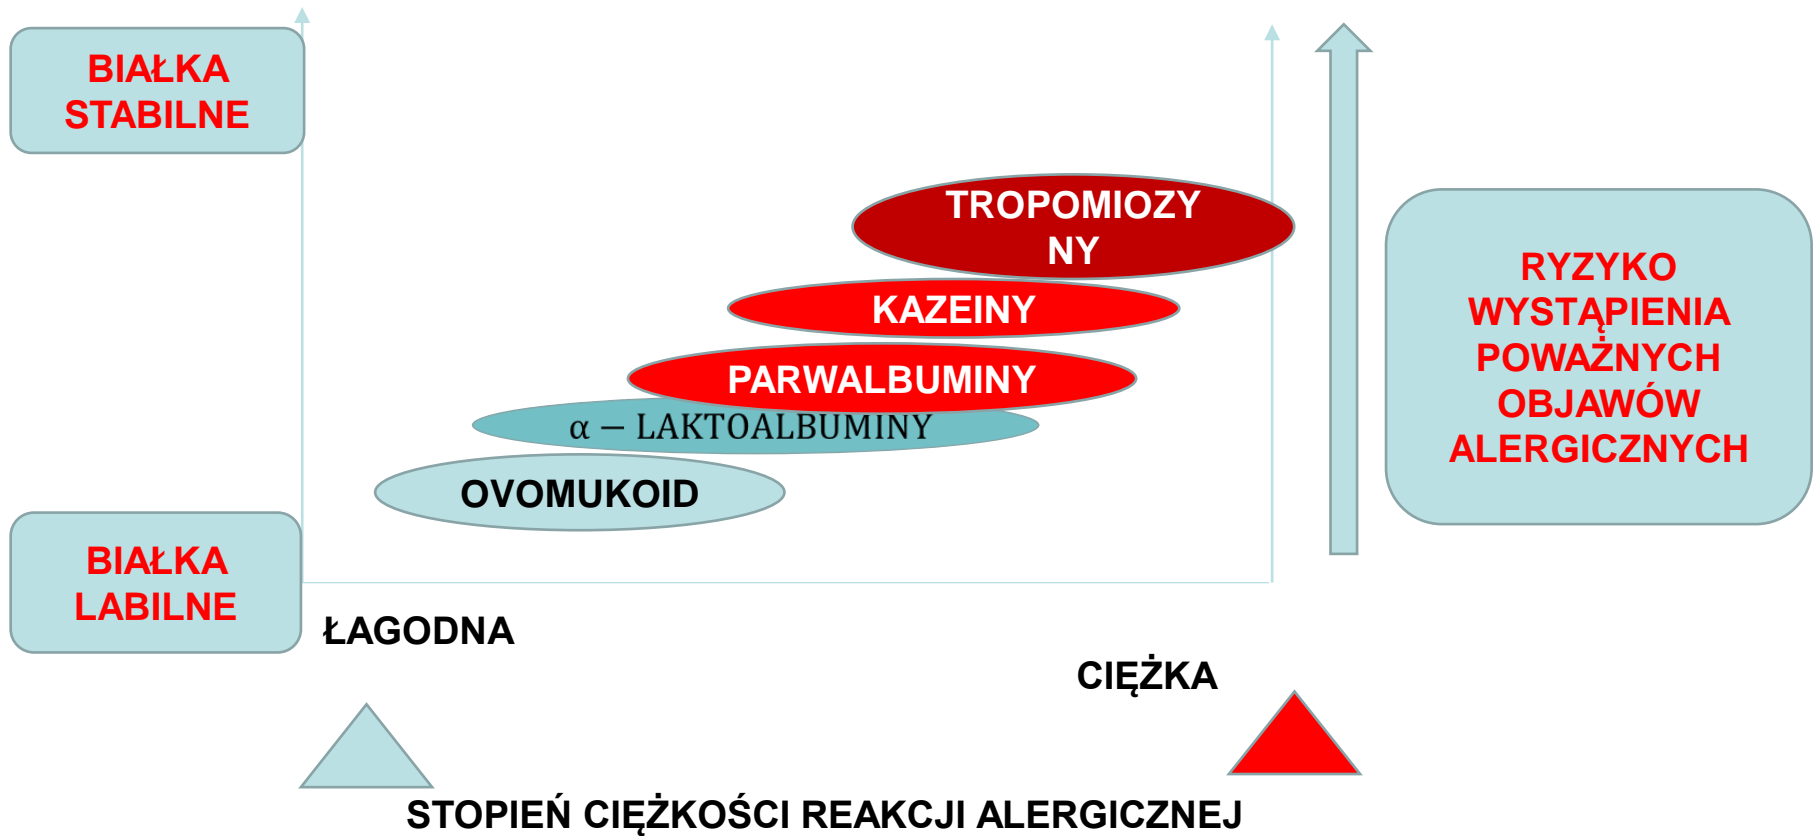 BIAŁKA
STABILNE
TROPOMIOZY
NY
KAZEINY
PARWALBUMINY
α – LAKTOALBUMINY
OVOMUKOID
BIAŁKA
LABILNE
RYZYKO
WYSTĄPIENIA
POWAŻNYCH
OBJAWÓW
ALERGICZNYCH
ŁAGODNA
CIĘŻKA
STOPIEŃ CIĘŻKOŚCI REAKCJI ALERGICZNEJ